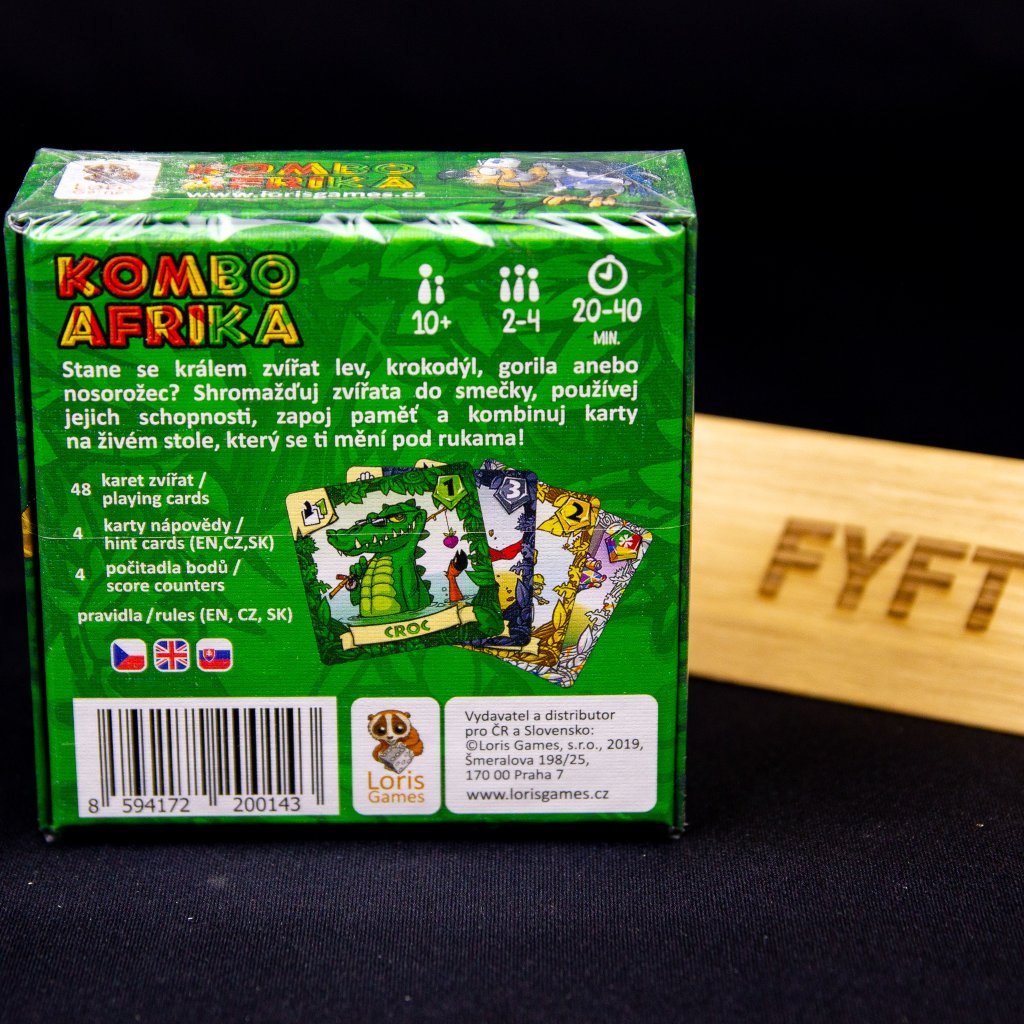 LORIS
KOMBO
AFRIKA
www.lorisgames.cz
KOMBO
AFRIKA
10+
2-4
20-40
MIN.
Stane se králem zvířat lev, krokodýl, gorila anebo
nosorožec? Shromažďuj zvířata do smečky, používej
jejich schopnosti, zapoj paměť a kombinuj karty
na živém stole, který se ti mění pod rukama!
48 karet zvířat /
playing cards
4 karty nápovědy /
hint cards (EN,CZ,SK)
4 počitadla bodů /
score counters
pravidla /rules (EN, CZ, SK)
1
3
2
1
CROC
8 594172 200143
Loris
Games
Vydavatel a distributor
pro ČR a Slovensko:
©Loris Games, s.r.o., 2019,
Šmeralova 198/25,
170 00 Praha 7
www.lorisgames.cz
FYFT